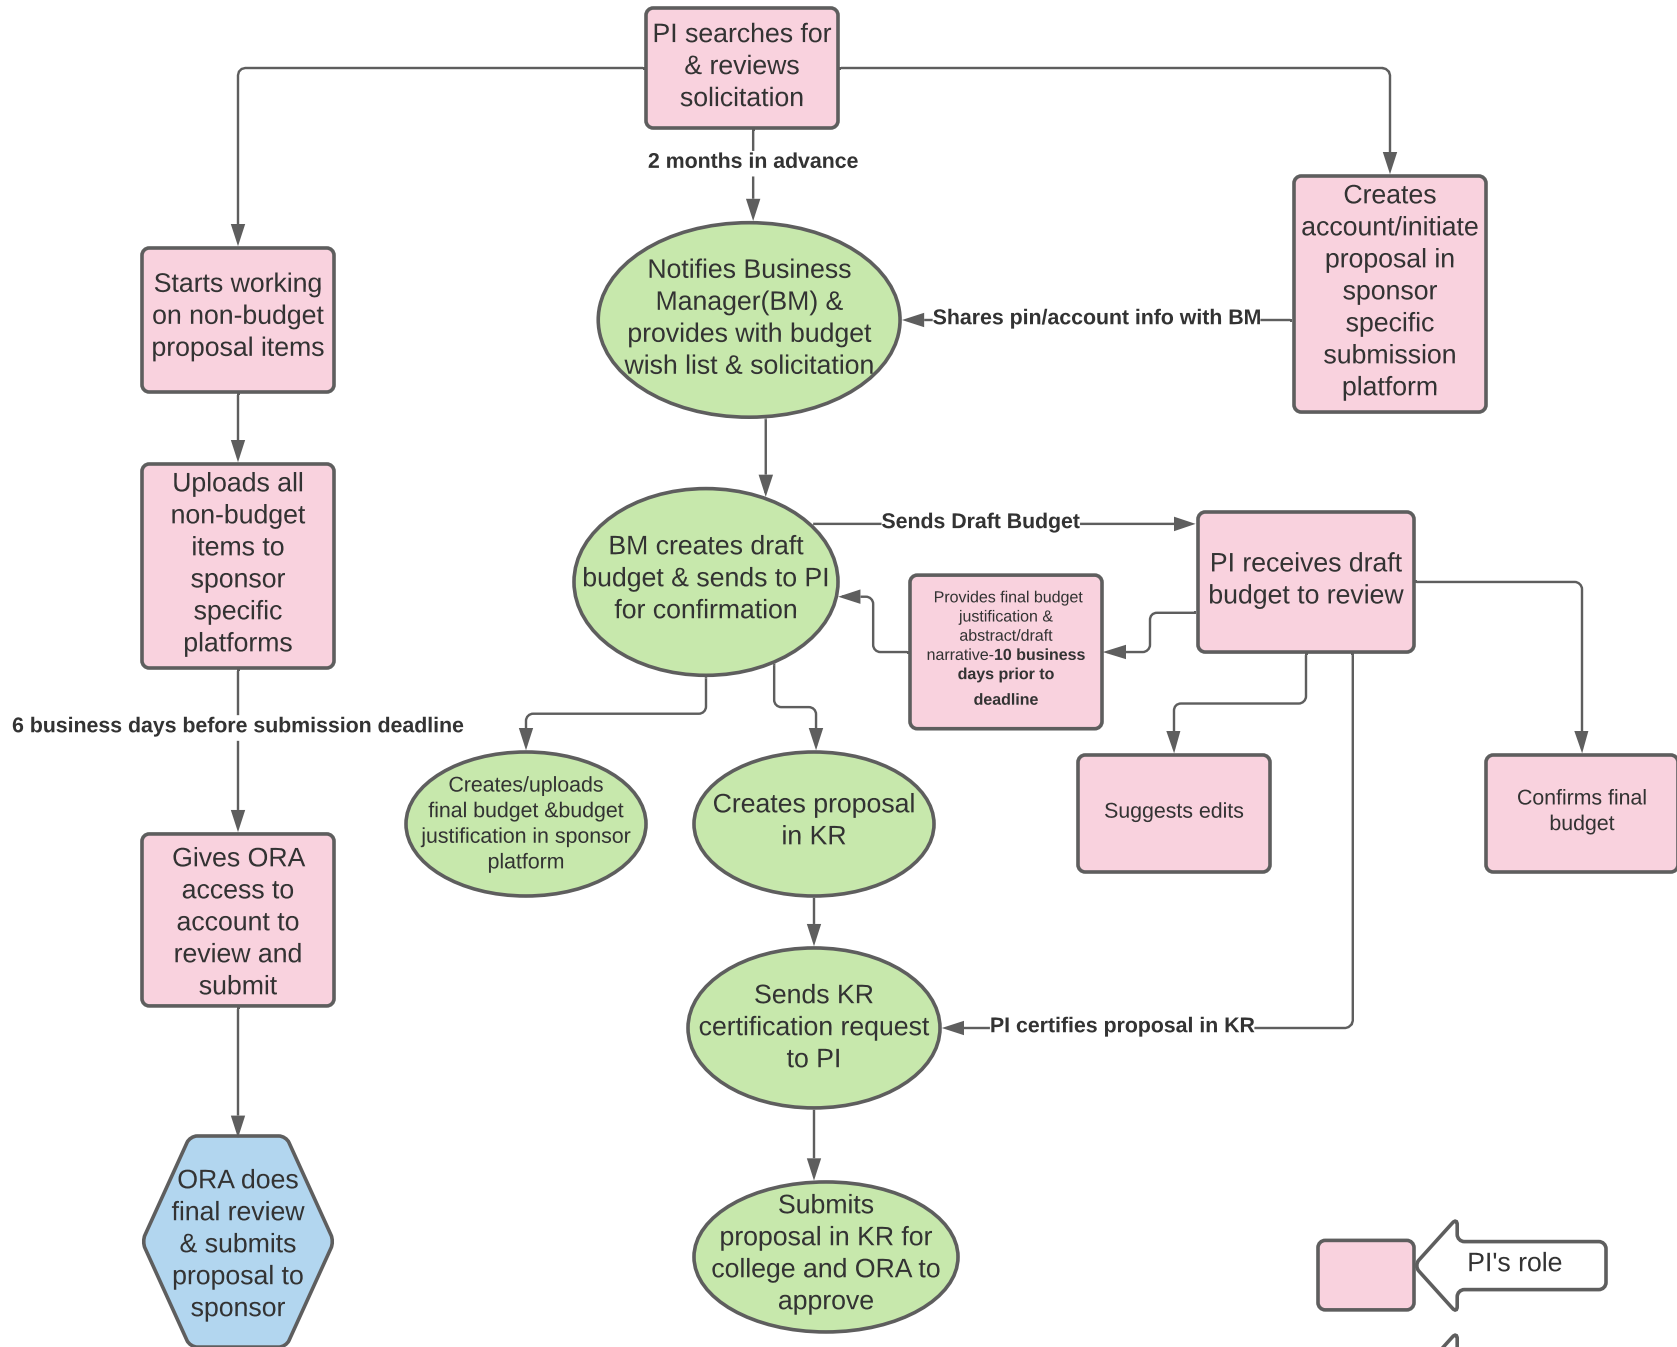 PI searches for
& reviews
solicitation
2 months in advance
Creates
account/initiate
proposal in
sponsor
specific
submission
platform
Starts working
on non-budget
proposal items
Notifies Business
Manager(BM) &
provides with budget
wish list & solicitation
Shares pin/account info with BM
Uploads all
non-budget
items to
sponsor
specific
platforms
BM creates draft
budget & sends to PI
for confirmation
Sends Draft Budget
PI receives draft
budget to review
Provides final budget
justification &
abstract/draft
narrative-10 business
days prior to
deadline
6 business days before submission deadline
Creates/uploads
final budget &budget
justification in sponsor
platform
Creates proposal
in KR
Suggests edits
Confirms final
budget
Gives ORA
access to
account to
review and
submit
Sends KR
certification request
to PI
PI certifies proposal in KR
ORA does
final review
& submits
proposal to
sponsor
Submits
proposal in KR for
college and ORA to
approve
PI's role